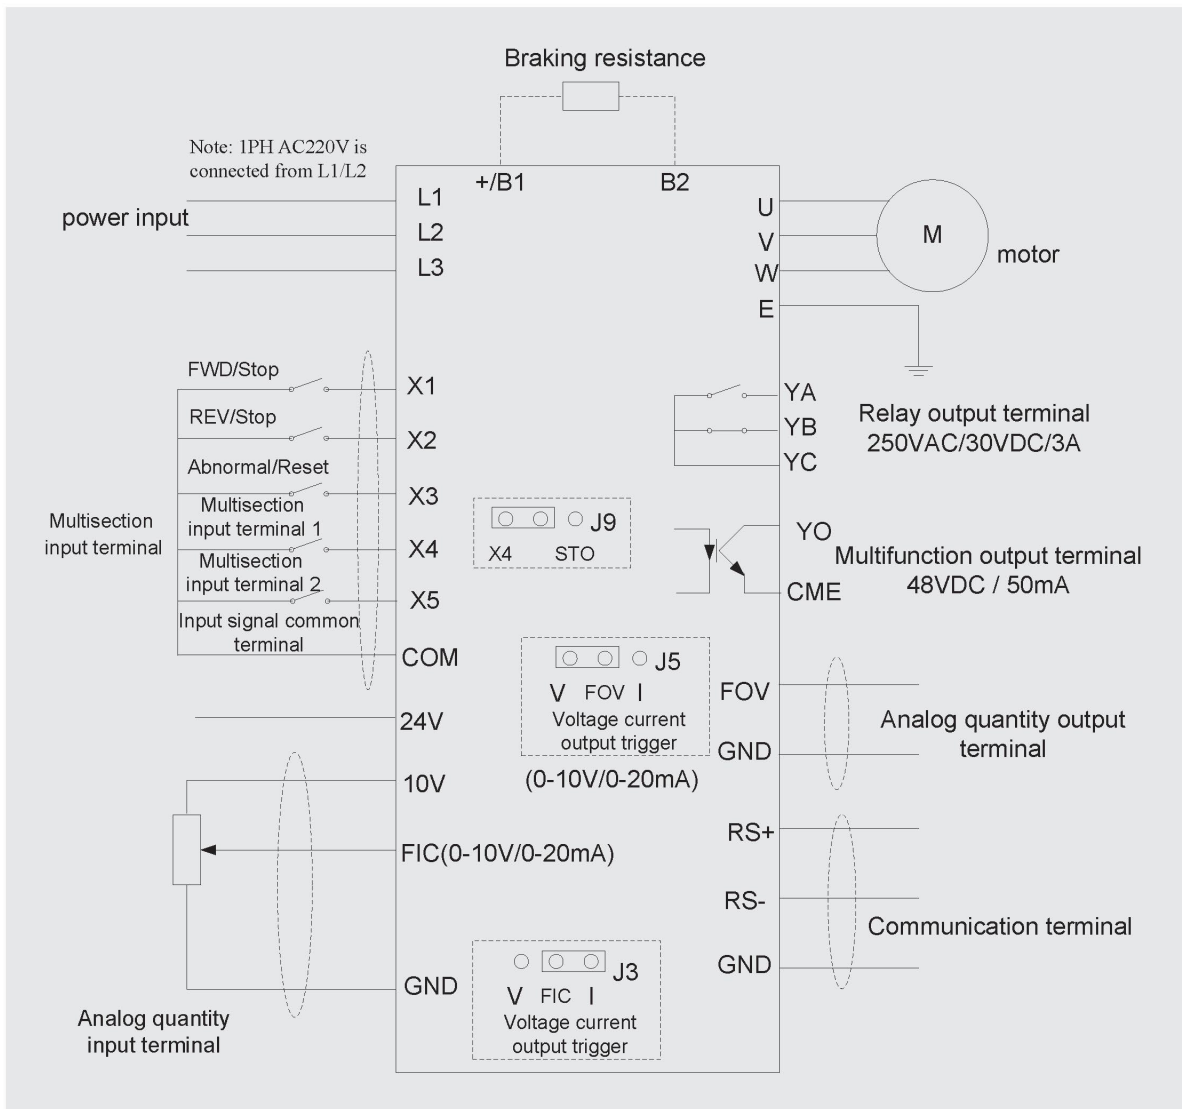 Braking resistance
Note: 1PH AC220V is
connected from L1/L2
+/B1
B2
power input
L1
L2
L3
U
V
W
E
M
motor
FWD/Stop
X1
REV/Stop
X2
Abnormal/Reset
X3
Multisection
input terminal 1
X4
Multisection
input terminal 2
X5
Input signal common
terminal
COM
Multisection
input terminal
24V
10V
FIC(0-10V/0-20mA)
GND
Analog quantity
input terminal
J9
X4 STO
J5
V FOV I
Voltage current
output trigger
(0-10V/0-20mA)
J3
V FIC I
Voltage current
output trigger
YA
YB
YC
Relay output terminal
250VAC/30VDC/3A
YO
CME
Multifunction output terminal
48VDC / 50mA
FOV
GND
Analog quantity output
terminal
RS+
RS-
GND
Communication terminal